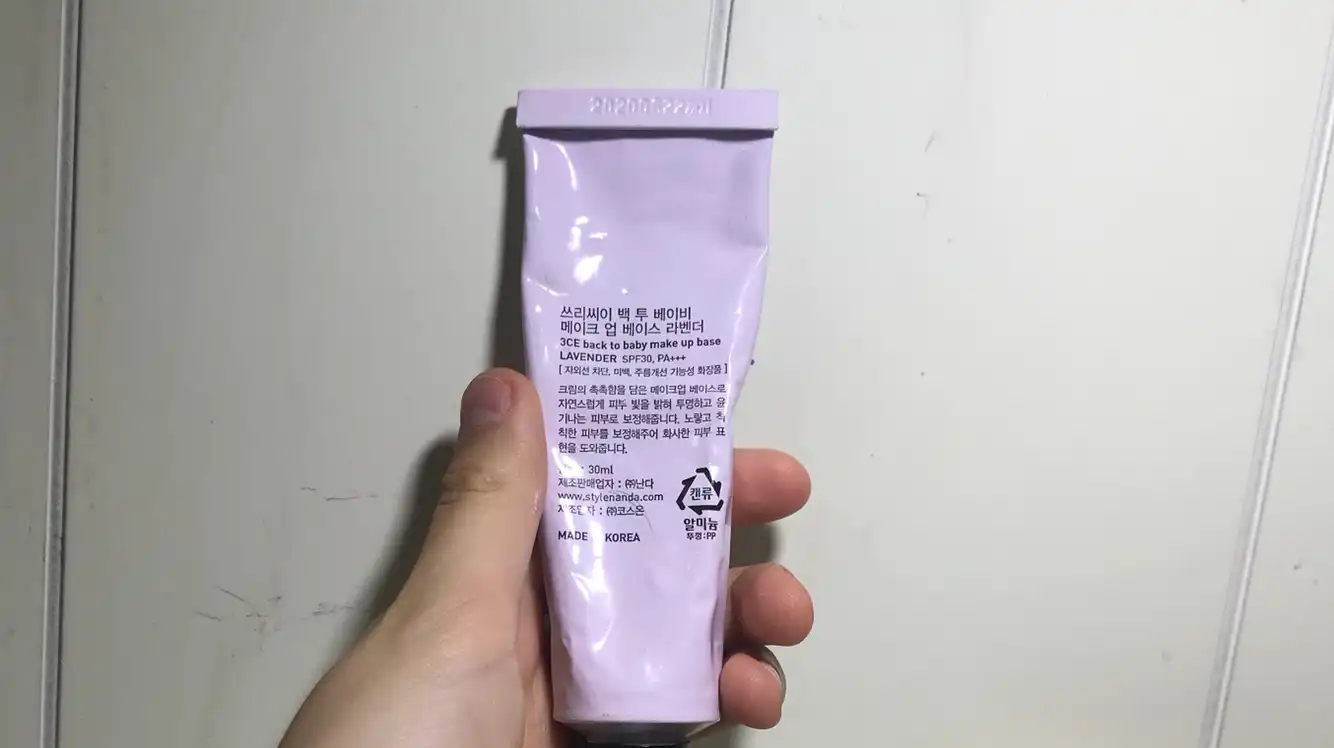 쓰리씨이 백 투 베이비
메이크 업 베이스 라벤더
3CE back to baby make up base
LAVENDER SPF30, PA+++
[ 자외선 차단, 미백, 주름개선 기능성 화장품 ]
크림의 촉촉함을 담은 메이크업 베이스로
자연스럽게 피부 빛을 밝혀 투명하고 윤
기나는 피부로 보정해줍니다. 노랗고 칙
칙한 피부를 보정해주어 화사한 피부 표
현을 도와줍니다.
: 30ml
제조판매업자 : ㈜난다
www.stylenanda.com
제조업자 : ㈜코스온
MADE KOREA
캔류
알미늄
뚜껑:PP